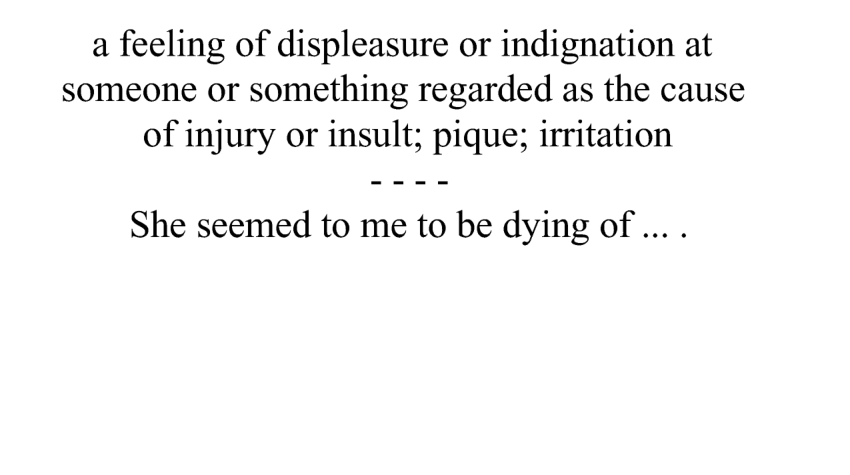 a feeling of displeasure or indignation at
someone or something regarded as the cause
of injury or insult; pique; irritation
- - - -
She seemed to me to be dying of ... .